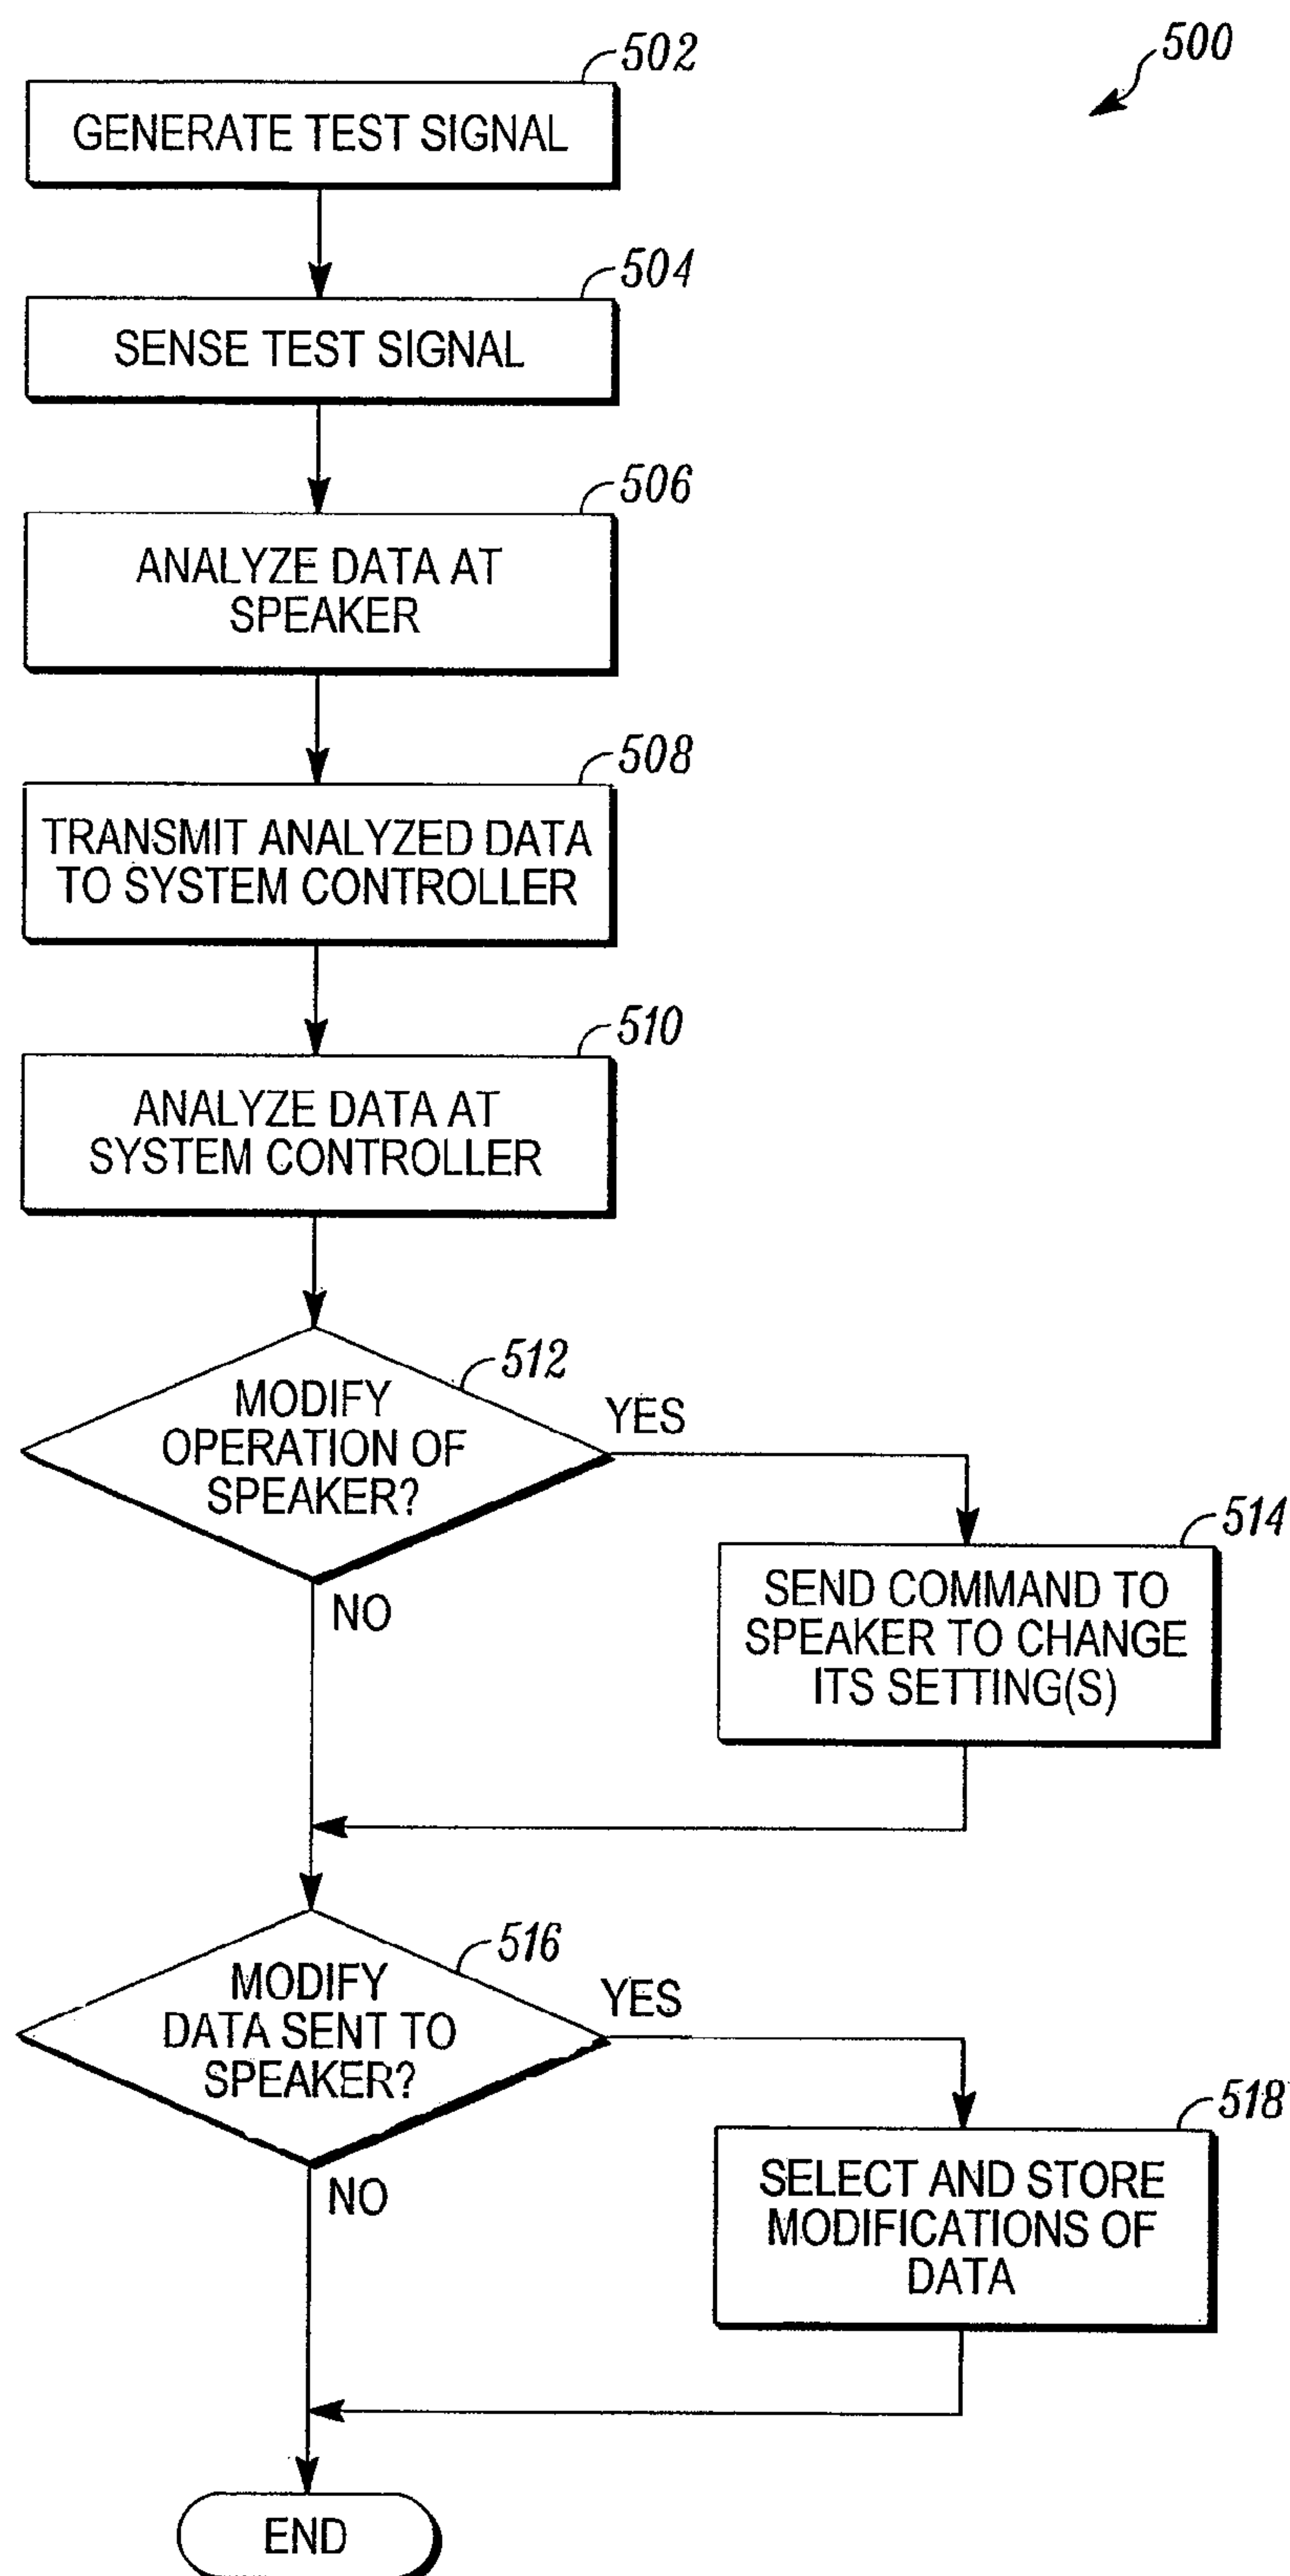 500
502
GENERATE TEST SIGNAL
504
SENSE TEST SIGNAL
506
ANALYZE DATA AT
SPEAKER
508
TRANSMIT ANALYZED DATA
TO SYSTEM CONTROLLER
510
ANALYZE DATA AT
SYSTEM CONTROLLER
512
MODIFY
OPERATION OF
SPEAKER?
YES
NO
514
SEND COMMAND TO
SPEAKER TO CHANGE
ITS SETTING(S)
516
MODIFY
DATA SENT TO
SPEAKER?
YES
NO
518
SELECT AND STORE
MODIFICATIONS OF
DATA
END